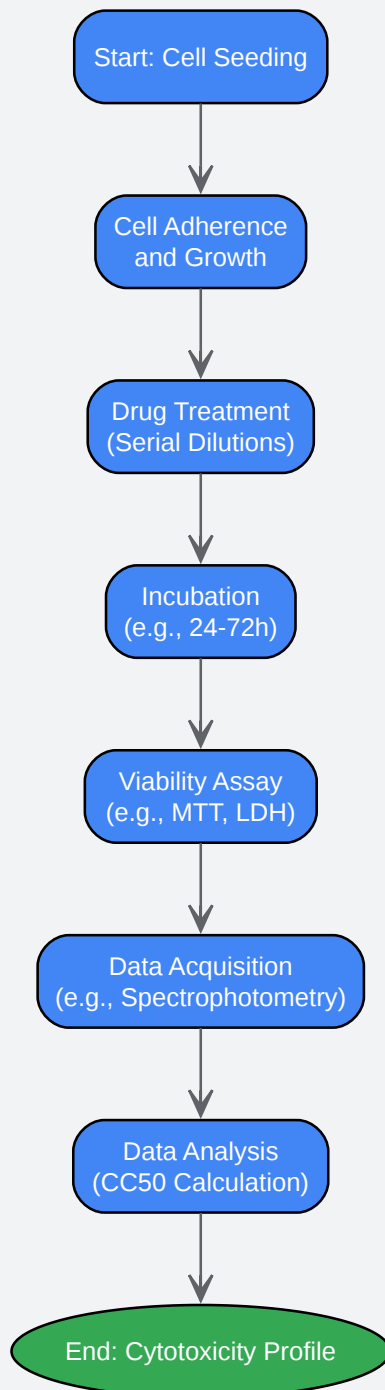 Start: Cell Seeding
Cell Adherence
and Growth
Drug Treatment
(Serial Dilutions)
Incubation
(e.g., 24-72h)
Viability Assay
(e.g., MTT, LDH)
Data Acquisition
(e.g., Spectrophotometry)
Data Analysis
(CC50 Calculation)
End: Cytotoxicity Profile